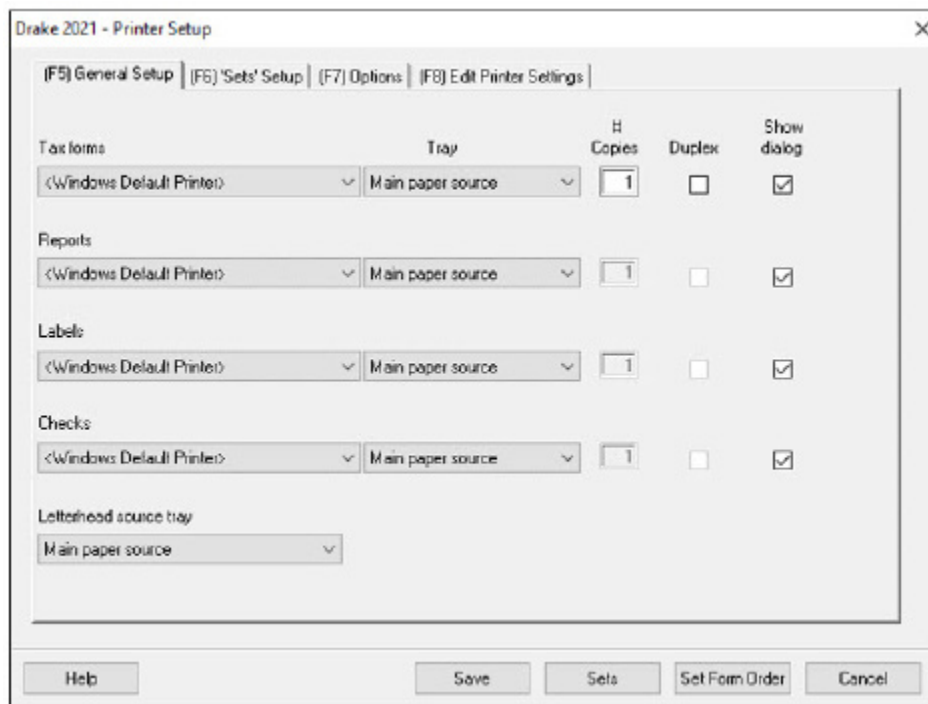 Drake 2021 - Printer Setup
(F5) General Setup (F6) 'Sets' Setup (F7) Options (F8) Edit Printer Settings
# Show
Tax forms Tray Copies Duplex dialog
<Windows Default Printer> Main paper source 1
Reports
<Windows Default Printer> Main paper source 1
Labels
<Windows Default Printer> Main paper source 1
Checks
<Windows Default Printer> Main paper source 1
Letterhead source tray
Main paper source
Help Save Sets Set Form Order Cancel